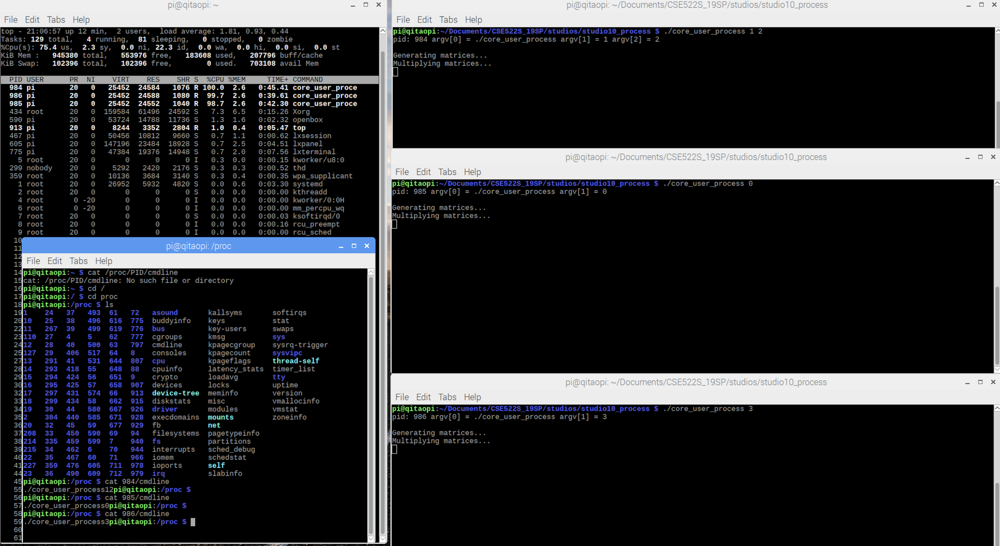 pi@qitaopi: ~
File Edit Tabs Help
top - 21:06:57 up 12 min,  2 users,  load average: 1.81, 0.93, 0.44
Tasks: 129 total,   4 running,  81 sleeping,   0 stopped,   0 zombie
%Cpu(s): 75.4 us,  2.3 sy,  0.0 ni, 22.3 id,  0.0 wa,  0.0 hi,  0.0 si,  0.0 st
KiB Mem :   945380 total,   553976 free,   183608 used,   207796 buff/cache
KiB Swap:   102396 total,   102396 free,        0 used.   703108 avail Mem
PID USER PR NI VIRT RES SHR S %CPU %MEM TIME+ COMMAND
984 pi 20 0 25452 24584 1076 R 100.0 2.6 0:45.41 core_user_proce
986 pi 20 0 25452 24588 1080 R 99.7 2.6 0:39.61 core_user_proce
985 pi 20 0 25452 24552 1040 R 98.7 2.6 0:42.30 core_user_proce
434 root 20 0 159584 61496 24592 S 7.3 6.5 0:15.26 Xorg
590 pi 20 0 53724 14788 11736 S 1.3 1.6 0:02.32 openbox
913 pi 20 0 8244 3352 2804 R 1.0 0.4 0:05.47 top
467 pi 20 0 50456 10812 9660 S 0.7 1.1 0:00.62 lxsession
605 pi 20 0 147196 23484 18928 S 0.7 2.5 0:04.51 lxpanel
775 pi 20 0 47384 19376 14948 S 0.7 2.0 0:07.56 lxterminal
5 root 20 0 0 0 0 I 0.3 0.0 0:00.15 kworker/u8:0
299 nobody 20 0 5292 2420 2176 S 0.3 0.3 0:00.52 thd
359 root 20 0 10136 3684 3140 S 0.3 0.4 0:00.35 wpa_supplicant
1 root 20 0 26952 5932 4820 S 0.0 0.6 0:03.30 systemd
2 root 20 0 0 0 0 S 0.0 0.0 0:00.00 kthreadd
4 root 0 -20 0 0 0 I 0.0 0.0 0:00.00 kworker/0:0H
6 root 0 -20 0 0 0 I 0.0 0.0 0:00.00 mm_percpu_wq
7 root 20 0 0 0 0 S 0.0 0.0 0:00.03 ksoftirqd/0
8 root 20 0 0 0 0 I 0.0 0.0 0:00.16 rcu_preempt
9 root 20 0 0 0 0 I 0.0 0.0 0:00.00 rcu_sched
10
11
12
13
14
15
16
17
18
19
20
22
23
24
25
27
28
29
30
32
33
34
35
36
37
38
39
40
41
44
45
55
56
57
58
59
60
61
pi@qitaopi: /proc
File Edit Tabs Help
pi@qitaopi:~ $ cat /proc/PID/cmdline
cat: /proc/PID/cmdline: No such file or directory
pi@qitaopi:~ $ cd /
pi@qitaopi:/ $ cd proc
pi@qitaopi:/proc $ ls
1 24 37 493 61 72 asound kallsyms softirqs
10 25 38 496 616 775 buddyinfo keys stat
11 267 39 499 619 776 bus key-users swaps
110 27 4 5 62 777 cgroups kmsg sys
12 28 40 500 63 797 cmdline kpagecgroup sysrq-trigger
127 29 406 517 64 8 consoles kpagecount sysvipc
13 291 41 531 644 807 cpu kpageflags thread-self
14 293 418 55 648 88 cpuinfo latency_stats timer_list
15 294 424 56 651 9 crypto loadavg tty
16 295 425 57 658 907 devices locks uptime
17 297 431 574 66 913 device-tree meminfo version
18 299 434 58 662 915 diskstats misc vmallocinfo
19 30 44 580 667 926 driver modules vmstat
2 304 440 585 671 928 execdomains mounts zoneinfo
20 32 45 59 677 929 fb net
208 33 450 590 69 94 filesystems pagetypeinfo
214 335 459 599 7 940 fs partitions
215 34 462 6 70 944 interrupts sched_debug
22 35 467 60 71 966 iomem schedstat
227 359 476 605 711 978 ioports self
23 36 490 609 712 979 irq slabinfo
pi@qitaopi:/proc $ cat 984/cmdline
./core_user_process12pi@qitaopi:/proc $
pi@qitaopi:/proc $ cat 985/cmdline
./core_user_process0pi@qitaopi:/proc $
pi@qitaopi:/proc $ cat 986/cmdline
./core_user_process3pi@qitaopi:/proc $
pi@qitaopi: ~/Documents/CSE522S_19SP/studios/studio10_process
File Edit Tabs Help
pi@qitaopi:~/Documents/CSE522S_19SP/studios/studio10_process $ ./core_user_process 1 2
pid: 984 argv[0] = ./core_user_process argv[1] = 1 argv[2] = 2
Generating matrices...
Multiplying matrices...
pi@qitaopi: ~/Documents/CSE522S_19SP/studios/studio10_process
File Edit Tabs Help
pi@qitaopi:~/Documents/CSE522S_19SP/studios/studio10_process $ ./core_user_process 0
pid: 985 argv[0] = ./core_user_process argv[1] = 0
Generating matrices...
Multiplying matrices...
pi@qitaopi: ~/Documents/CSE522S_19SP/studios/studio10_process
File Edit Tabs Help
pi@qitaopi:~/Documents/CSE522S_19SP/studios/studio10_process $ ./core_user_process 3
pid: 986 argv[0] = ./core_user_process argv[1] = 3
Generating matrices...
Multiplying matrices...